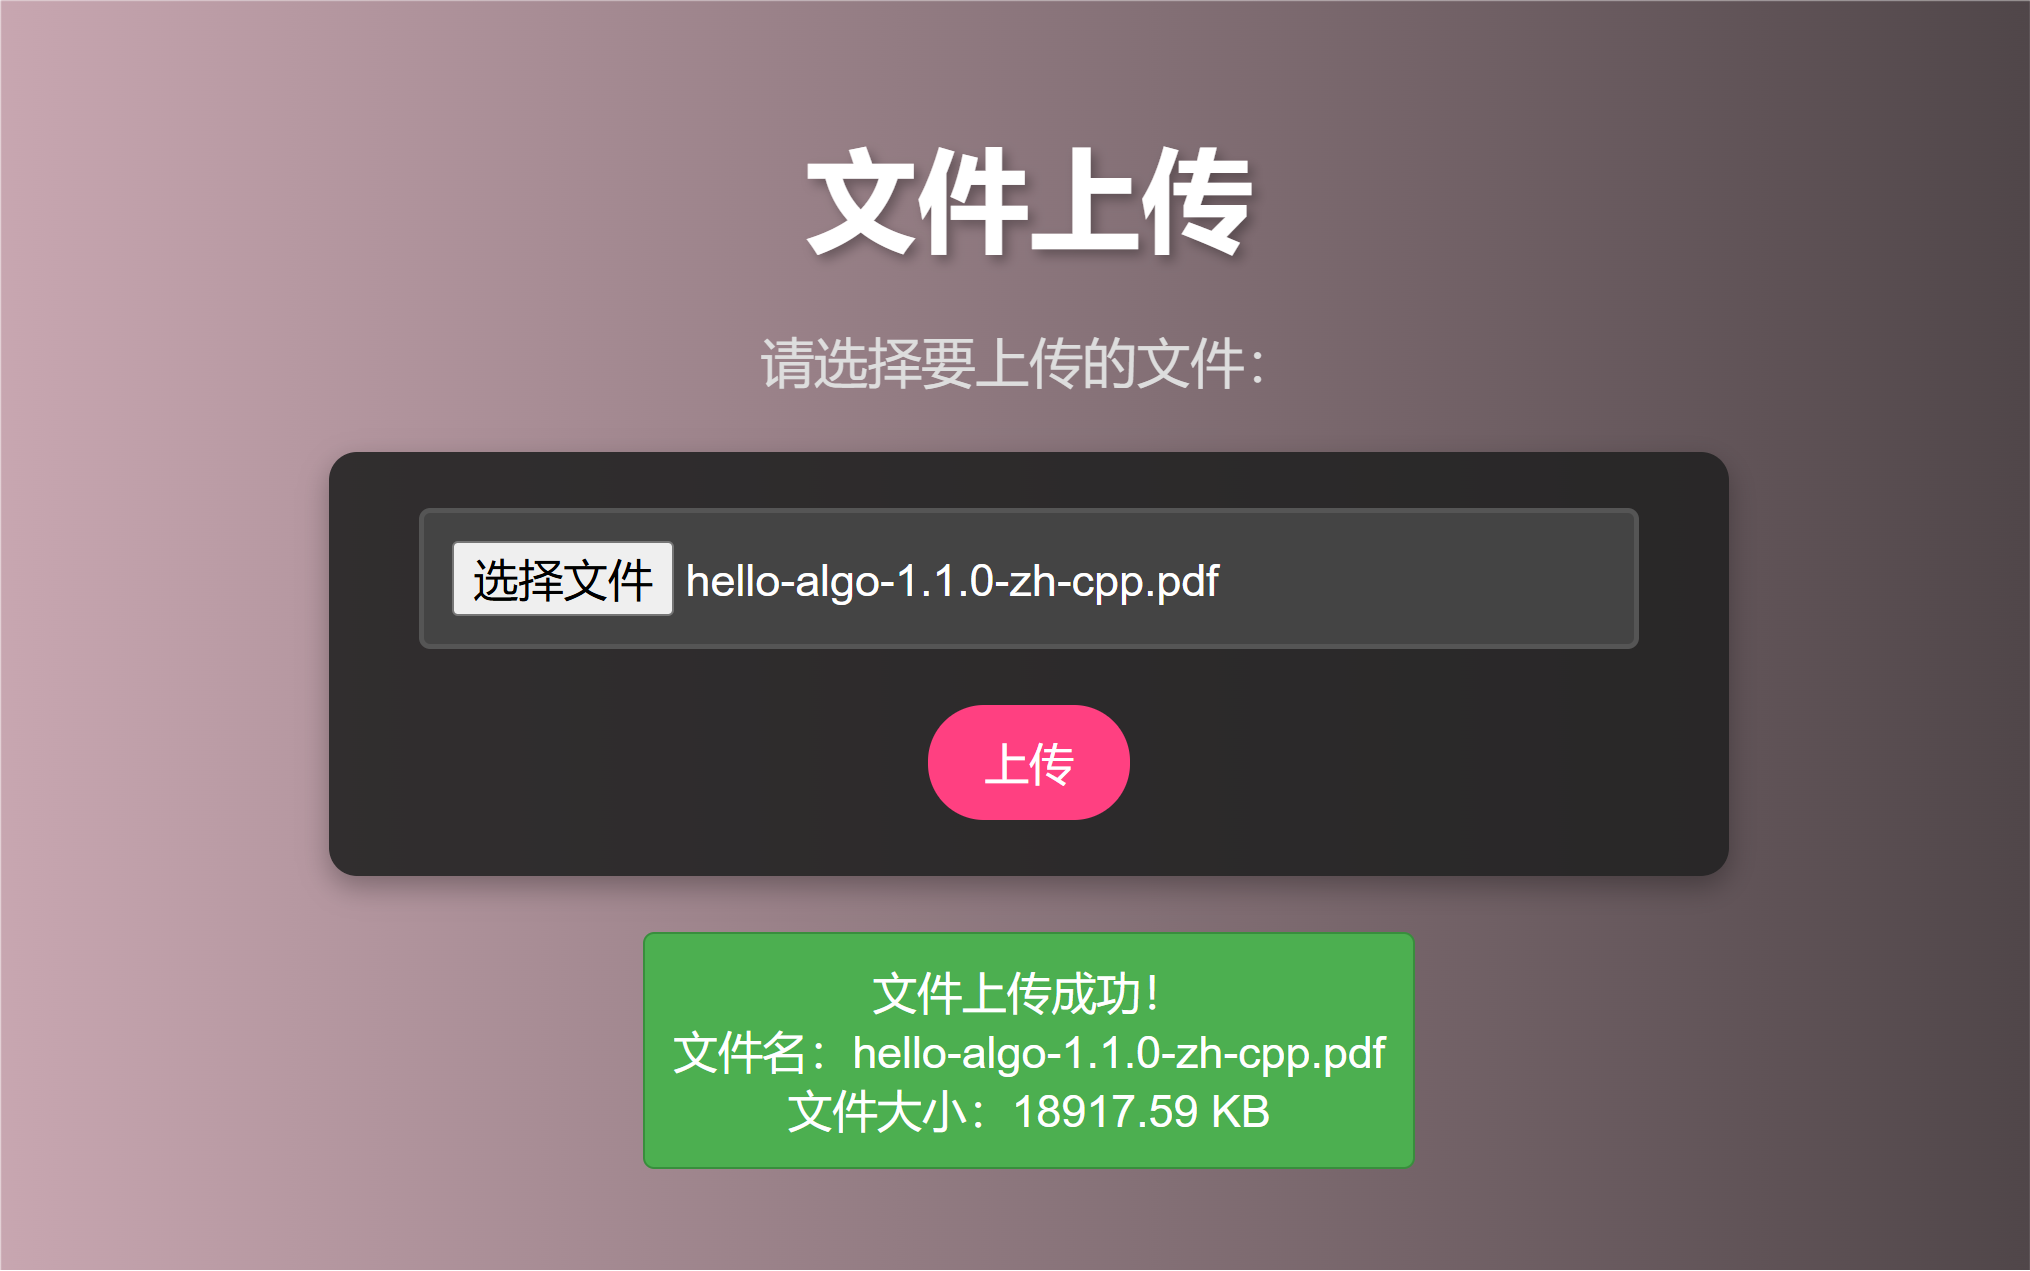 文件上传
请选择要上传的文件：
选择文件 hello-algo-1.1.0-zh-cpp.pdf
上传
文件上传成功！
文件名：hello-algo-1.1.0-zh-cpp.pdf
文件大小：18917.59 KB